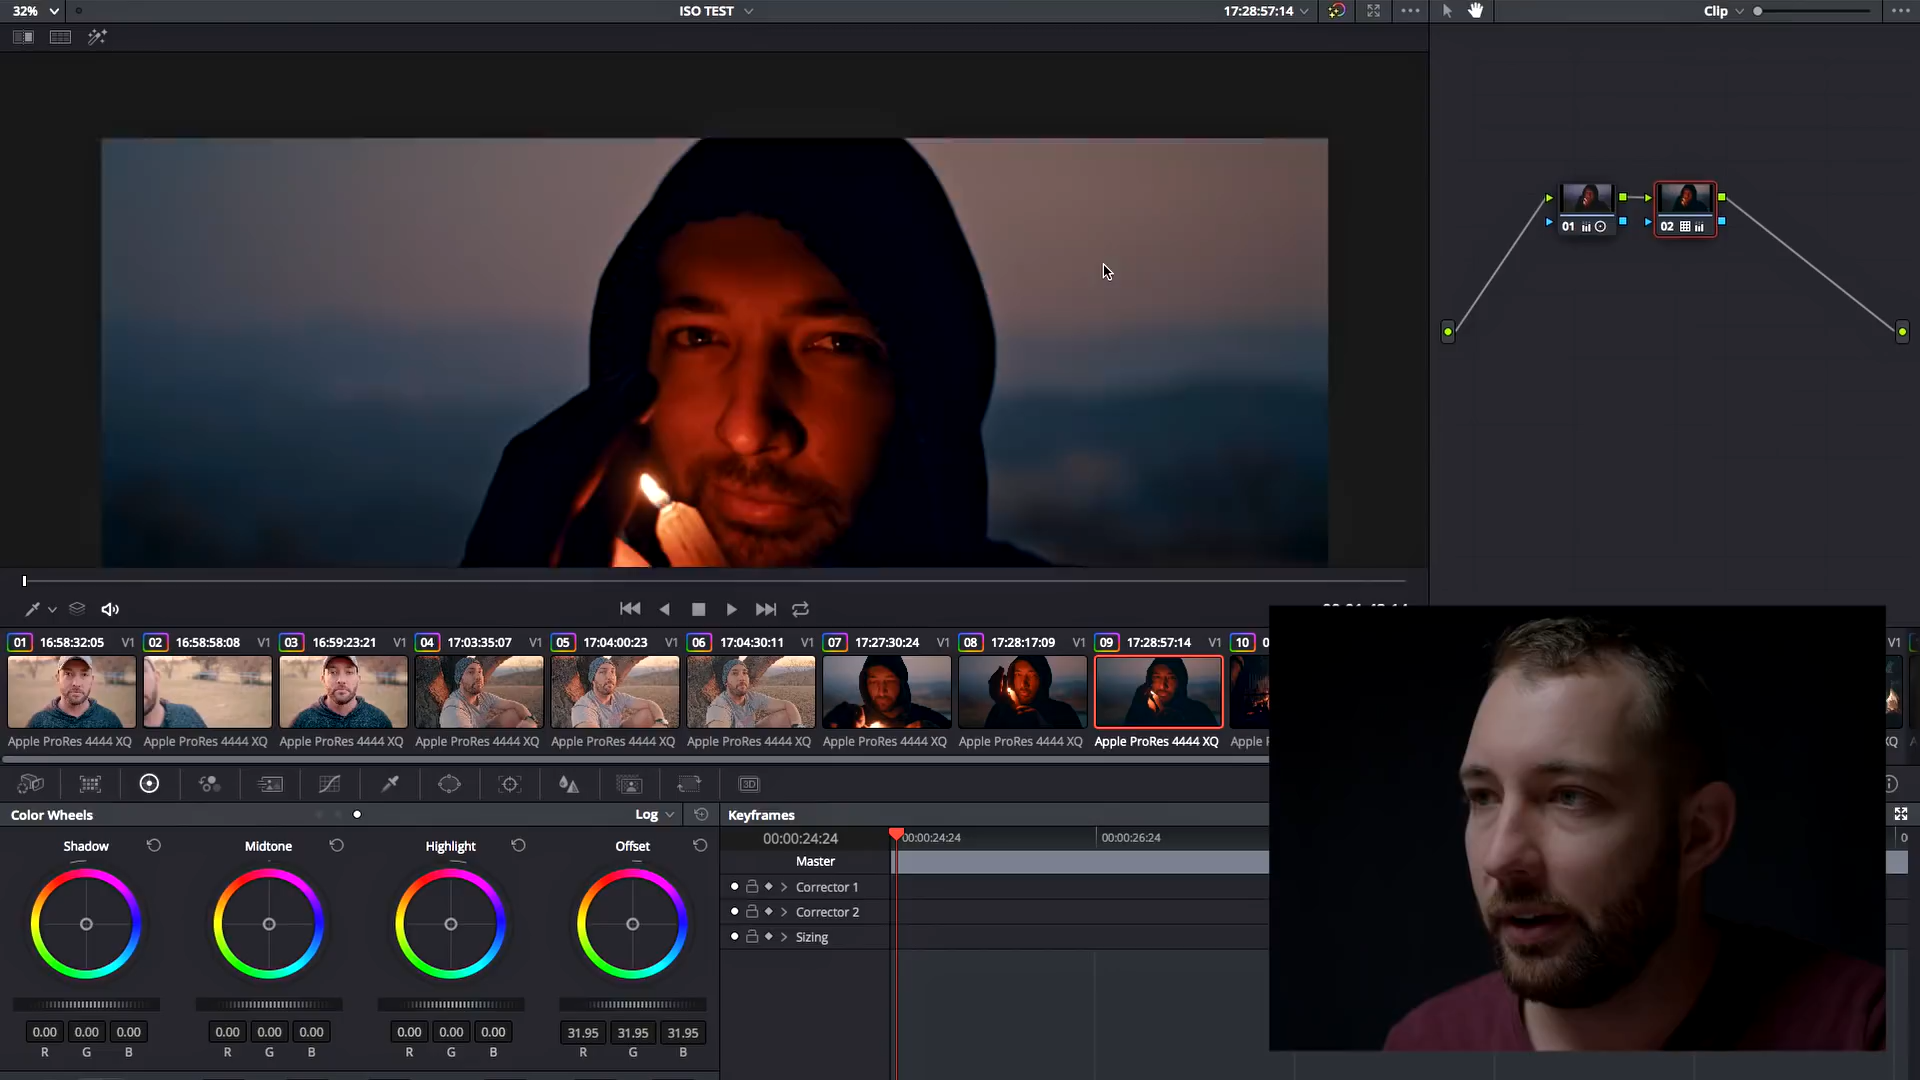 32%
ISO TEST
17:28:57:14
Clip
01
02
01 16:58:32:05 V1
02 16:58:58:08 V1
03 16:59:23:21 V1
04 17:03:35:07 V1
05 17:04:00:23 V1
06 17:04:30:11 V1
07 17:27:30:24 V1
08 17:28:17:09 V1
09 17:28:57:14 V1
10 0
V1
Apple ProRes 4444 XQ
Apple ProRes 4444 XQ
Apple ProRes 4444 XQ
Apple ProRes 4444 XQ
Apple ProRes 4444 XQ
Apple ProRes 4444 XQ
Apple ProRes 4444 XQ
Apple ProRes 4444 XQ
Apple ProRes 4444 XQ
Apple P
XQ
3D
Color Wheels
Log
Keyframes
Shadow
Midtone
Highlight
Offset
00:00:24:24
00:00:24:24
00:00:26:24
Master
Corrector 1
Corrector 2
Sizing
0.00 0.00 0.00
R G B
0.00 0.00 0.00
R G B
0.00 0.00 0.00
R G B
31.95 31.95 31.95
R G B